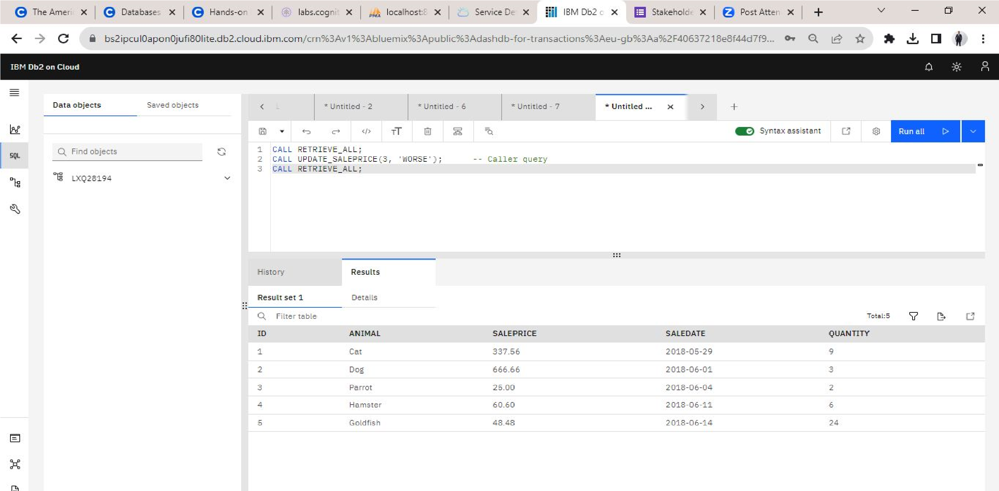 The Ameri
Databases
Hands-on
labs.cognit
localhost:8
Service De
IBM Db2 o
Stakeholde
Post Atten
bs2ipcul0apon0jufi80lite.db2.cloud.ibm.com/crn%3Av1%3Abluemix%3Apublic%3Adashdb-for-transactions%3Aeu-gb%3Aa%2F40637218e8f44d7f9...
IBM Db2 on Cloud
Data objects
Saved objects
* Untitled - 2
* Untitled - 6
* Untitled - 7
* Untitled ...
Syntax assistant
Run all
SQL
Find objects
LXQ28194
1 CALL RETRIEVE_ALL;
2 CALL UPDATE_SALEPRICE(3, 'WORSE'); -- Caller query
3 CALL RETRIEVE_ALL;
History
Results
Result set 1
Details
Filter table
Total:5
ID ANIMAL SALEPRICE SALEDATE QUANTITY
1 Cat 337.56 2018-05-29 9
2 Dog 666.66 2018-06-01 3
3 Parrot 25.00 2018-06-04 2
4 Hamster 60.60 2018-06-11 6
5 Goldfish 48.48 2018-06-14 24